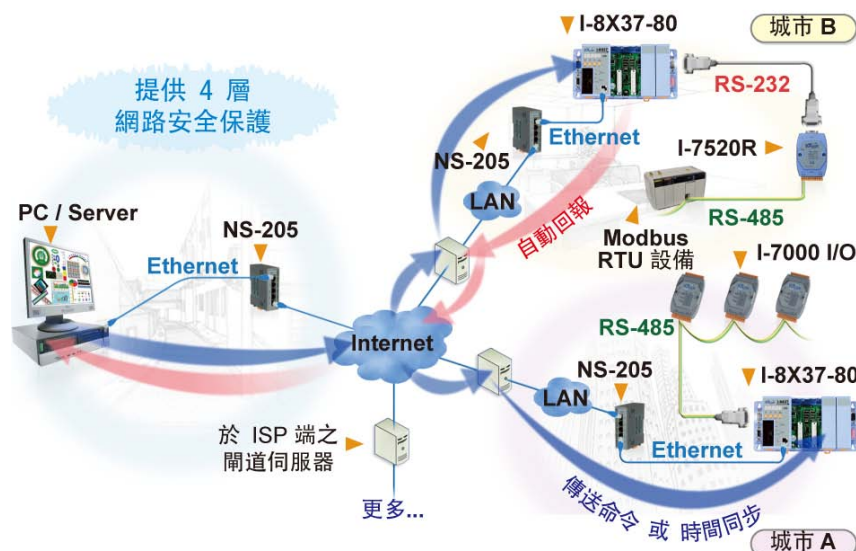 I-8X37-80
城市 B
提供 4 層
網路安全保護
RS-232
Ethernet
NS-205
I-7520R
LAN
PC / Server
NS-205
RS-485
自動回報
Modbus
RTU 設備
I-7000 I/O
Ethernet
RS-485
Internet
NS-205
I-8X37-80
LAN
於 ISP 端之
閘道伺服器
Ethernet
更多...
傳送命令 或 時間同步
城市 A